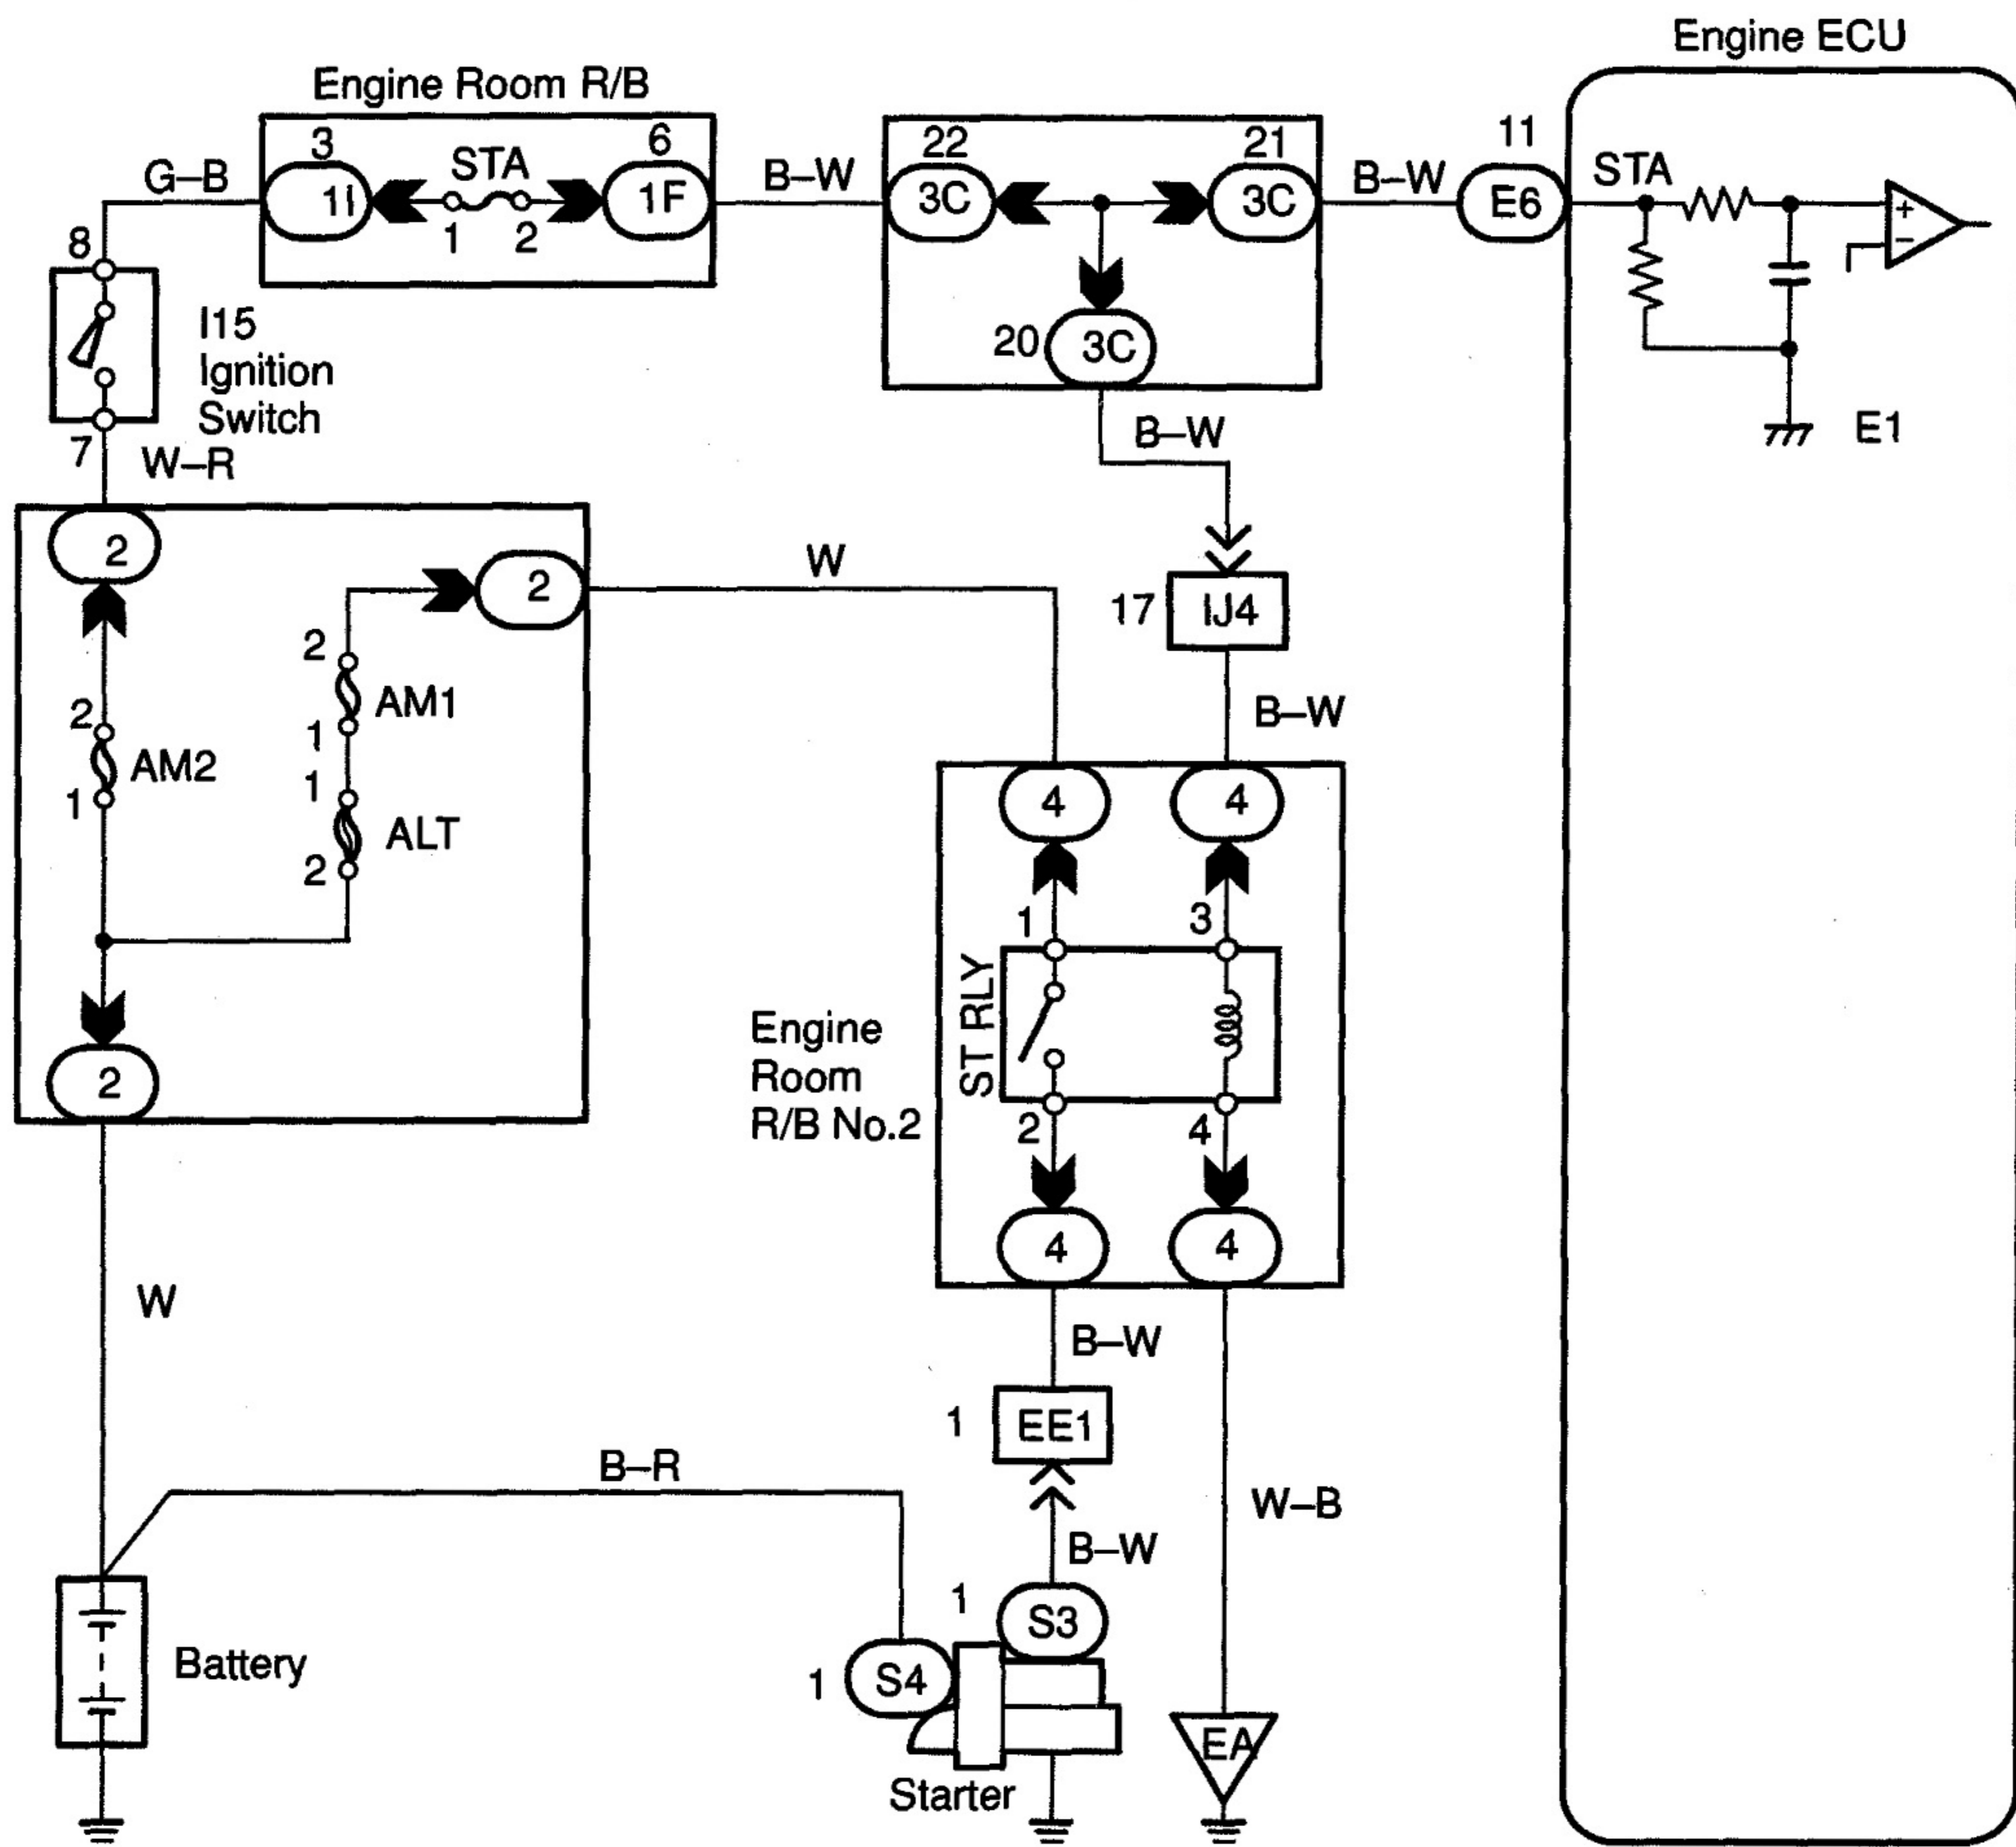 Engine ECU
Engine Room R/B
3
STA
6
22
21
11
G–B
1I
1F
B–W
3C
3C
B–W
E6
STA
+
–
1
2
8
I15
Ignition
Switch
20
3C
7
W–R
B–W
E1
2
2
W
17
IJ4
2
AM1
1
B–W
2
AM2
1
1
ALT
2
4
4
1
3
ST RLY
Engine
Room
R/B No.2
2
2
4
4
4
W
B–W
1
EE1
B–R
W–B
B–W
1
S3
Battery
1
S4
EA
Starter